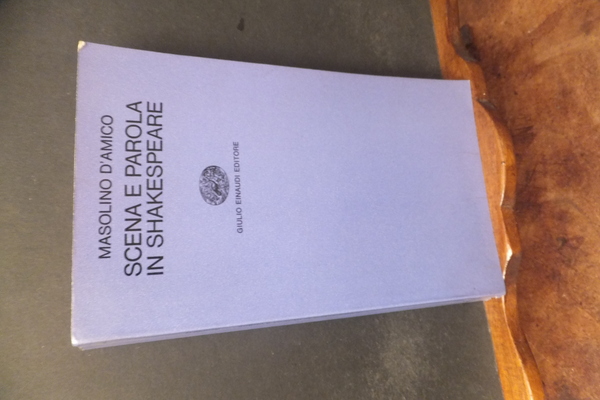 MASOLINO D'AMICO
SCENA E PAROLA
IN SHAKESPEARE
GIULIO EINAUDI EDITORE